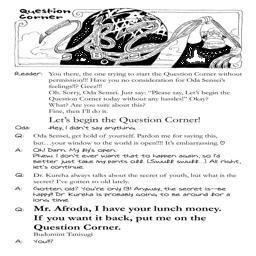 Question
Corner
Reader: You there, the one trying to start the Question Corner without
permission!!! Have you no consideration for Oda Sensei's
feelings!? Geez!!!
Oh. Sorry, Oda Sensei. Just say: "Please say, Let's begin the
Question Corner today without any hassles!" Okay?
What? Are you sure about this?
Fine, then I'll do it.
Let's begin the Question Corner!
Oda: Hey, I didn't say anything.
Q: Oda Sensei, get hold of yourself. Pardon me for saying this,
but...your window to the world is open!!!! It's embarrassing.
A: Oh! Darn. My fly's open.
Phew. I don't ever want that to happen again, so I'd
better just take my pants off. (Swuff swuff...) All right,
let's continue.
Q: Dr. Kureha always talks about the secret of youth, but what is the
secret? I've gotten so old lately.
A: Gotten old? You're only 13! Anyway, the secret is--be
happy! Dr. Kureha is probably going to be around for a
long time.
Q: Mr. Afroda, I have your lunch money.
If you want it back, put me on the
Question Corner.
Budomint Tanisugi
A: You!!?